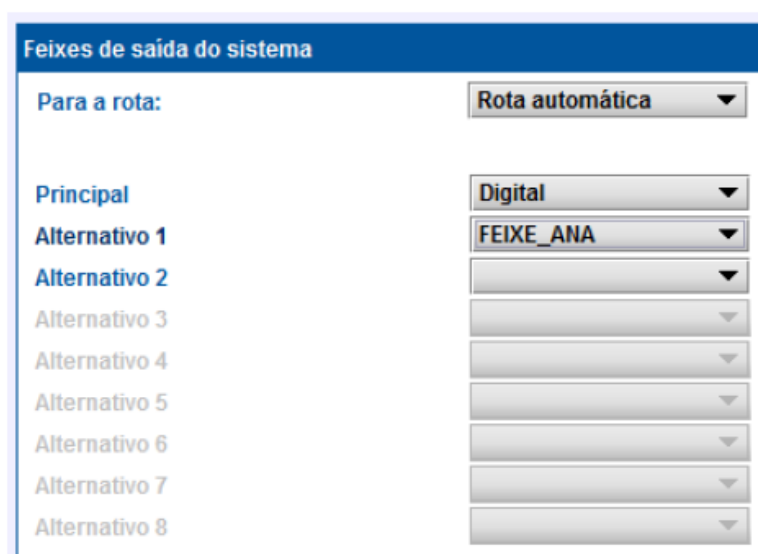 Feixes de saída do sistema
Para a rota: Rota automática
Principal Digital
Alternativo 1 FEIXE_ANA
Alternativo 2
Alternativo 3
Alternativo 4
Alternativo 5
Alternativo 6
Alternativo 7
Alternativo 8